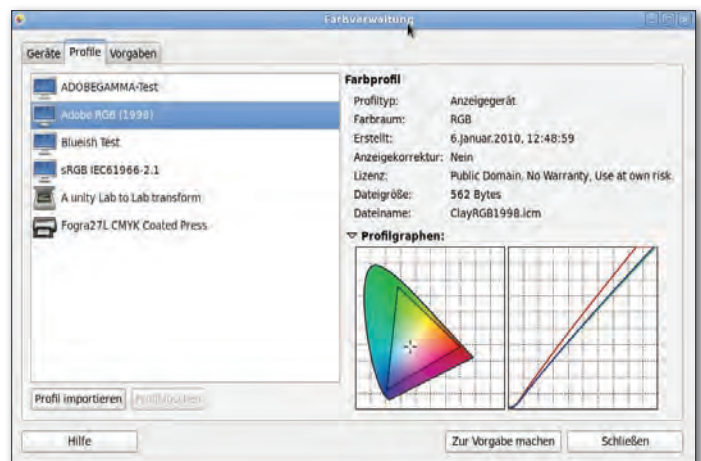 Farbverwaltung
Geräte Profile Vorgaben
ADOBEGAMMA-Test
Adobe RGB (1998)
Blueish Test
sRGB IEC61966-2.1
A unity Lab to Lab transform
Fogra27L CMYK Coated Press
Profil importieren Profil löschen
Farbprofil
Profiltyp: Anzeigegerät
Farbraum: RGB
Erstellt: 6.Januar.2010, 12:48:59
Anzeigekorrektur: Nein
Lizenz: Public Domain. No Warranty, Use at own risk.
Dateigröße: 562 Bytes
Dateiname: ClayRGB1998.icm
Profilgraphen:
Hilfe Zur Vorgabe machen Schließen